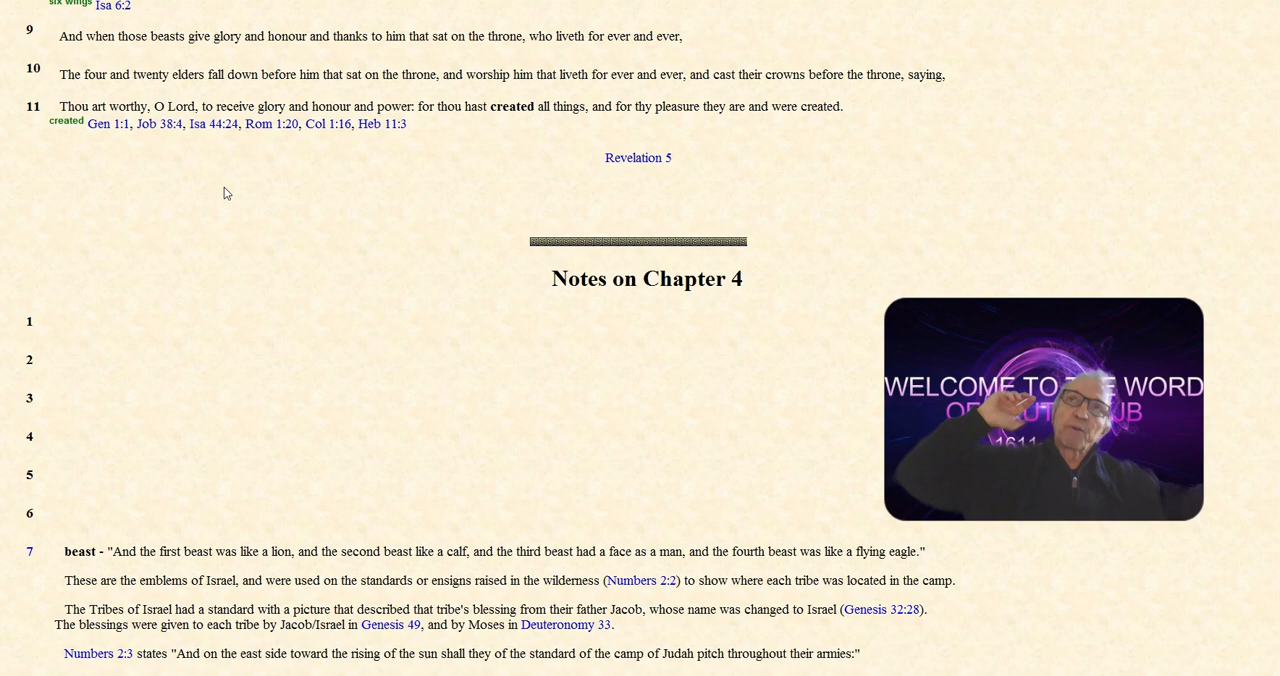 six wings Isa 6:2
9 And when those beasts give glory and honour and thanks to him that sat on the throne, who liveth for ever and ever,
10 The four and twenty elders fall down before him that sat on the throne, and worship him that liveth for ever and ever, and cast their crowns before the throne, saying,
11 Thou art worthy, O Lord, to receive glory and honour and power: for thou hast created all things, and for thy pleasure they are and were created.
created Gen 1:1, Job 38:4, Isa 44:24, Rom 1:20, Col 1:16, Heb 11:3
Revelation 5
Notes on Chapter 4
1
2
3
4
5
6
WELCOME TO WORD
1611
7 beast - "And the first beast was like a lion, and the second beast like a calf, and the third beast had a face as a man, and the fourth beast was like a flying eagle."
These are the emblems of Israel, and were used on the standards or ensigns raised in the wilderness (Numbers 2:2) to show where each tribe was located in the camp.
The Tribes of Israel had a standard with a picture that described that tribe's blessing from their father Jacob, whose name was changed to Israel (Genesis 32:28).
The blessings were given to each tribe by Jacob/Israel in Genesis 49, and by Moses in Deuteronomy 33.
Numbers 2:3 states "And on the east side toward the rising of the sun shall they of the standard of the camp of Judah pitch throughout their armies:"